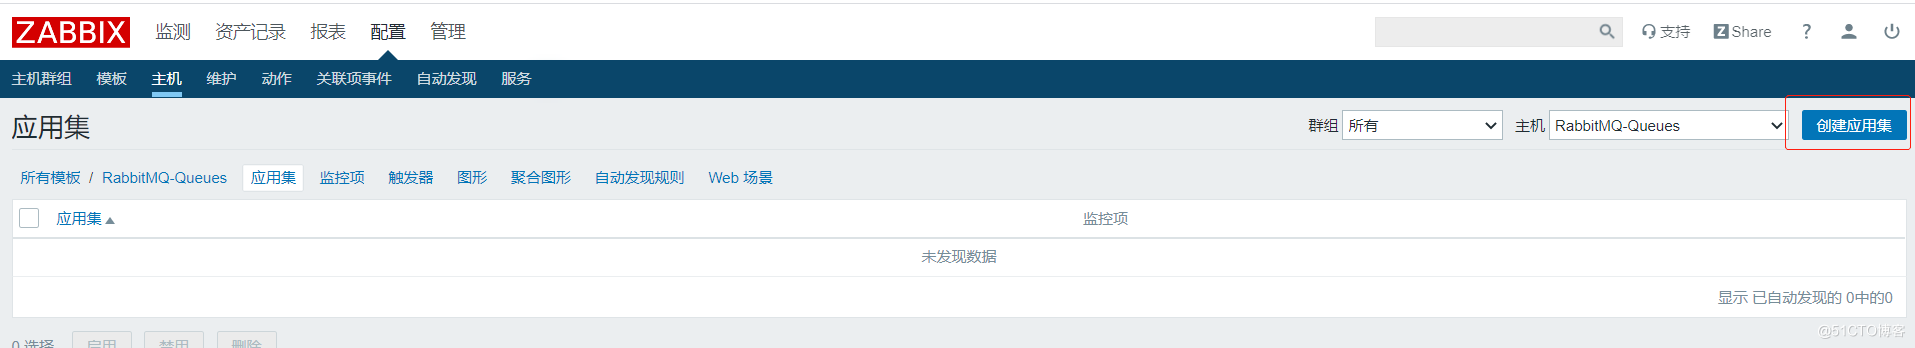 ZABBIX 监测 资产记录 报表 配置 管理 支持 Z Share ?
主机群组 模板 主机 维护 动作 关联项事件 自动发现 服务
应用集 群组 所有 主机 RabbitMQ-Queues 创建应用集
所有模板 / RabbitMQ-Queues 应用集 监控项 触发器 图形 聚合图形 自动发现规则 Web 场景
应用集 监控项
未发现数据
显示 已自动发现的 0中的0
0 选择 启用 禁用 删除
@51CTO博客